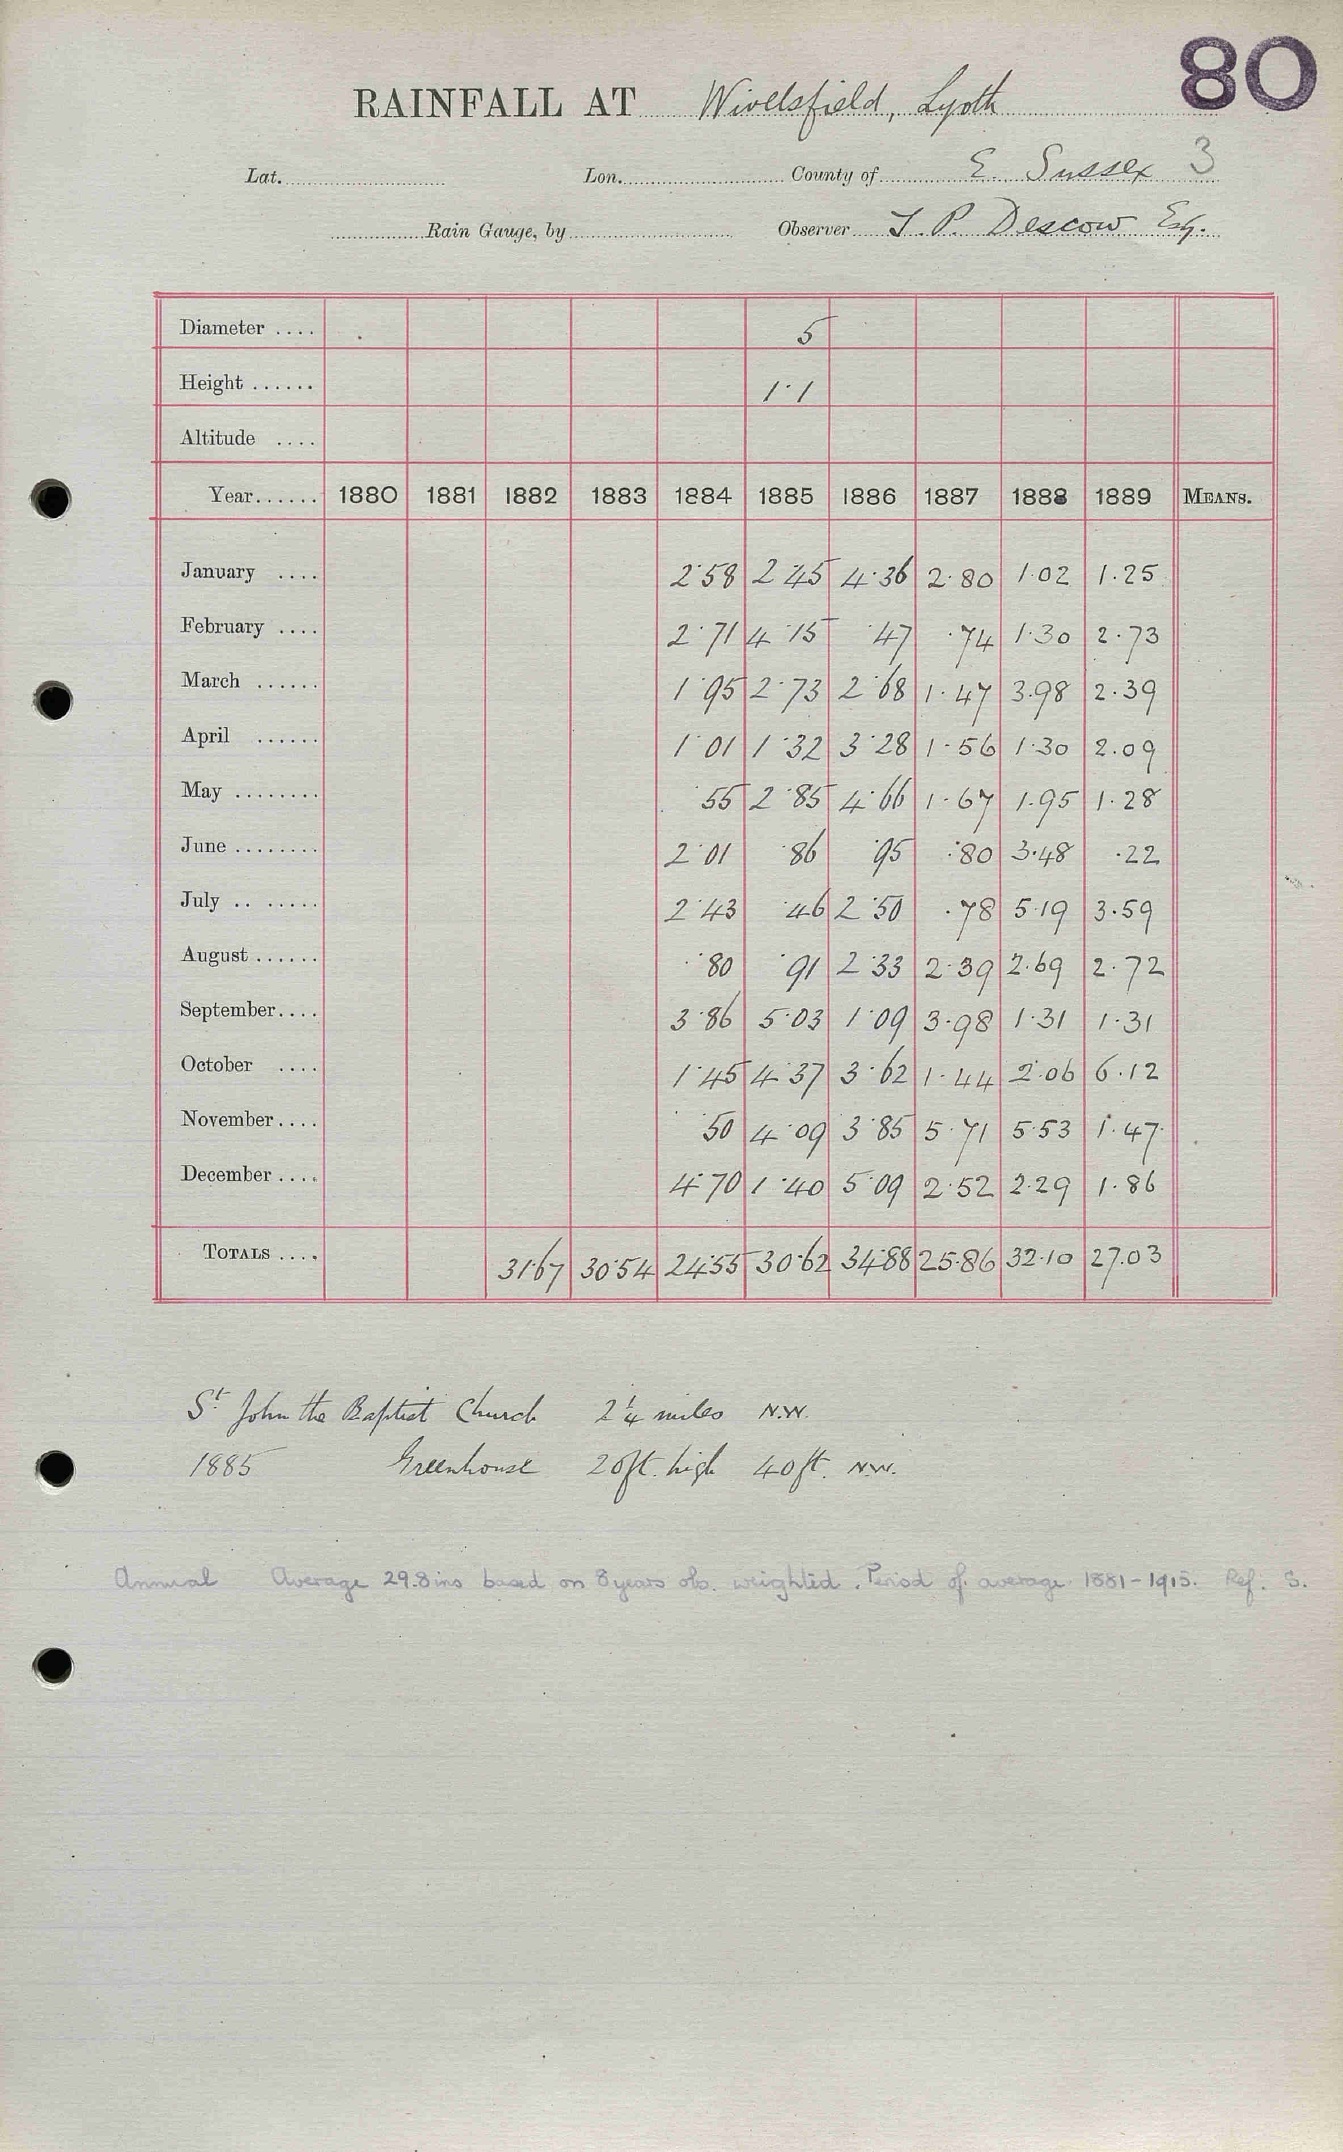 80
RAINFALL AT Wivelsfield, Lyoth
Lat. Lon. County of E. Sussex 3
Rain Gauge, by Observer T. P. Descow Esq.
Diameter .... 5
Height ...... 1·1
Altitude ....
Year...... 1880 1881 1882 1883 1884 1885 1886 1887 1888 1889 MEANS.
January .... 2·58 2·45 4·36 2·80 1·02 1·25
February .... 2·71 4·15 ·47 ·74 1·30 2·73
March ...... 1·95 2·73 2·68 1·47 3·98 2·39
April ...... 1·01 1·32 3·28 1·56 1·30 2·09
May ........ ·55 2·85 4·66 1·67 1·95 1·28
June ........ 2·01 ·86 ·95 ·80 3·48 ·22
July .. ..... 2·43 ·46 2·50 ·78 5·19 3·59
August ...... ·80 ·91 2·33 2·39 2·69 2·72
September.... 3·86 5·03 1·09 3·98 1·31 1·31
October .... 1·45 4·37 3·62 1·44 2·06 6·12
November.... ·50 4·09 3·85 5·71 5·53 1·47
December .... 4·70 1·40 5·09 2·52 2·29 1·86
TOTALS .... 31·67 30·54 24·55 30·62 34·88 25·86 32·10 27·03
St. John the Baptist Church 2¼ miles N.W.
1885 Greenhouse 20ft. high 40ft. N.W.
Annual Average 29.8 ins based on 8 years obs. weighted. Period of average 1881-1915. Ref. S.